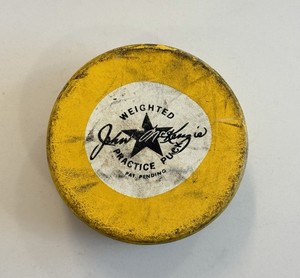 WEIGHTED
John McKenzie
PRACTICE PUCK
PAT. PENDING